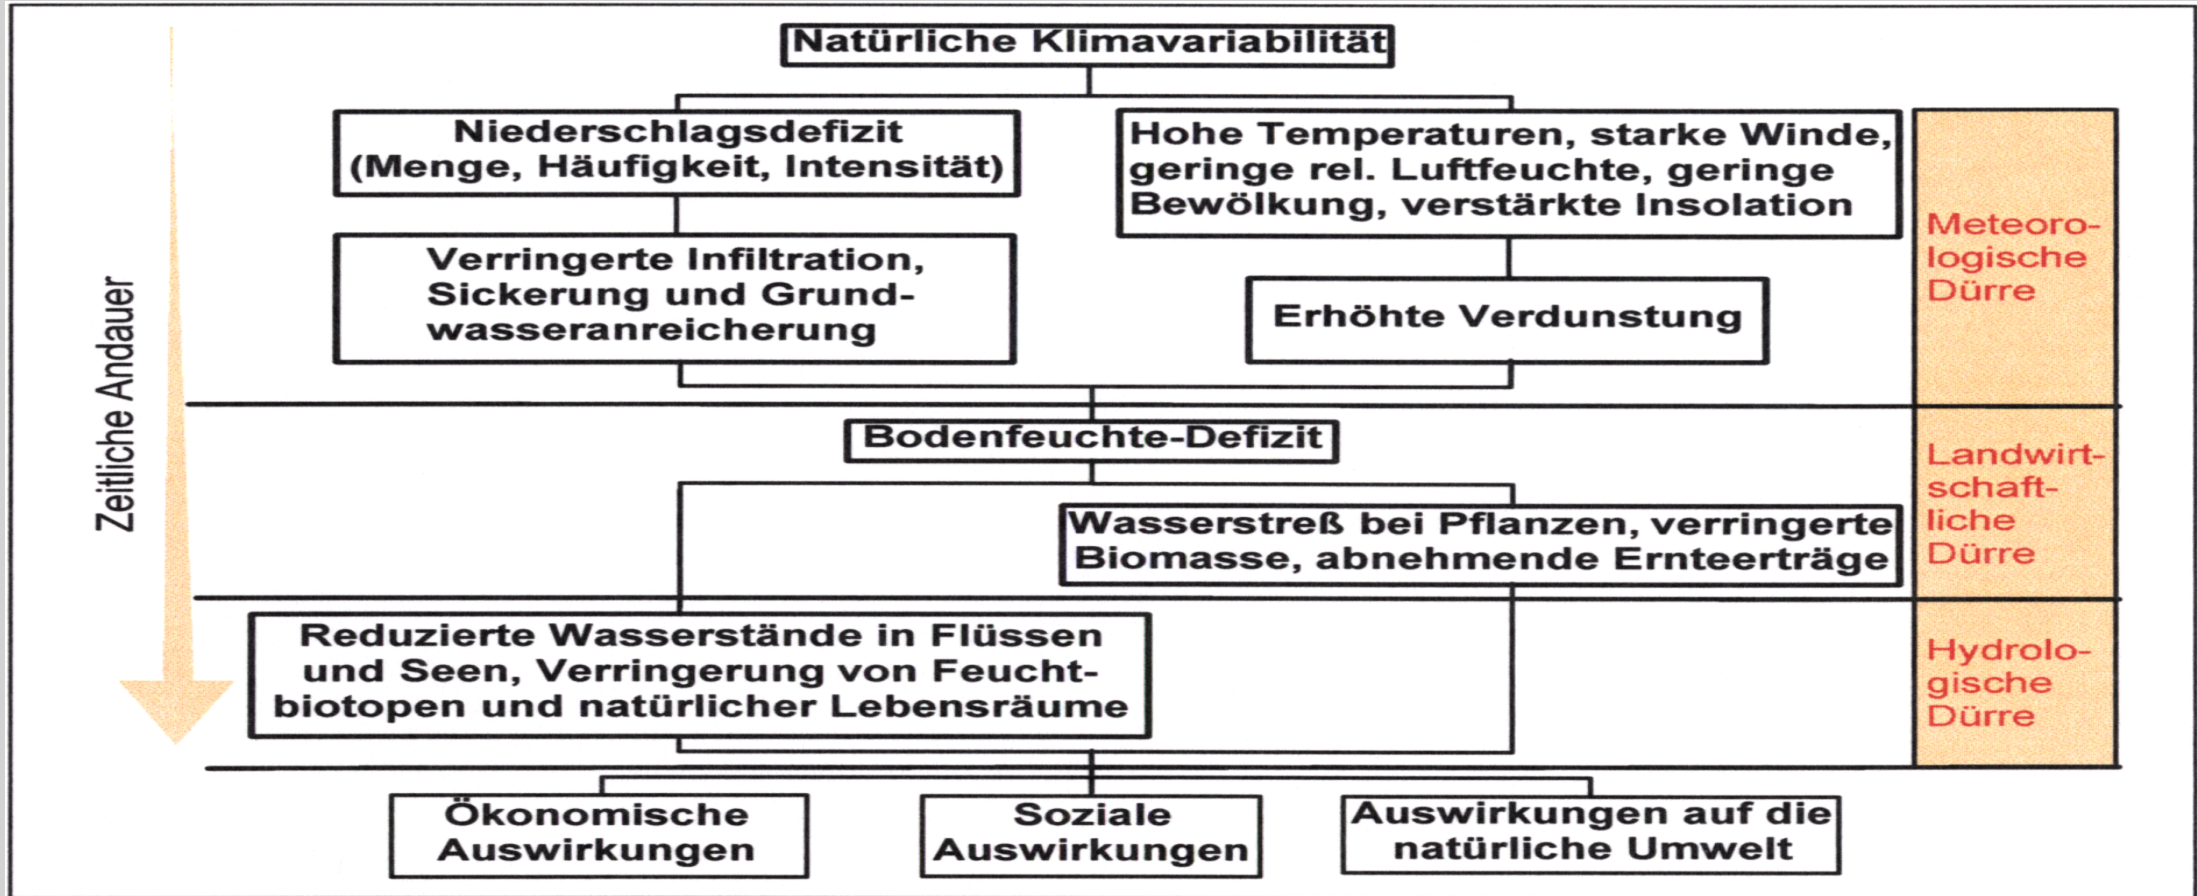 Natürliche Klimavariabilität
Niederschlagsdefizit
(Menge, Häufigkeit, Intensität)
Hohe Temperaturen, starke Winde,
geringe rel. Luftfeuchte, geringe
Bewölkung, verstärkte Insolation
Verringerte Infiltration,
Sickerung und Grund-
wasseranreicherung
Erhöhte Verdunstung
Meteoro-
logische
Dürre
Zeitliche Andauer
Bodenfeuchte-Defizit
Wasserstreß bei Pflanzen, verringerte
Biomasse, abnehmende Ernteerträge
Landwirt-
schaft-
liche
Dürre
Reduzierte Wasserstände in Flüssen
und Seen, Verringerung von Feucht-
biotopen und natürlicher Lebensräume
Hydrolo-
gische
Dürre
Ökonomische
Auswirkungen
Soziale
Auswirkungen
Auswirkungen auf die
natürliche Umwelt